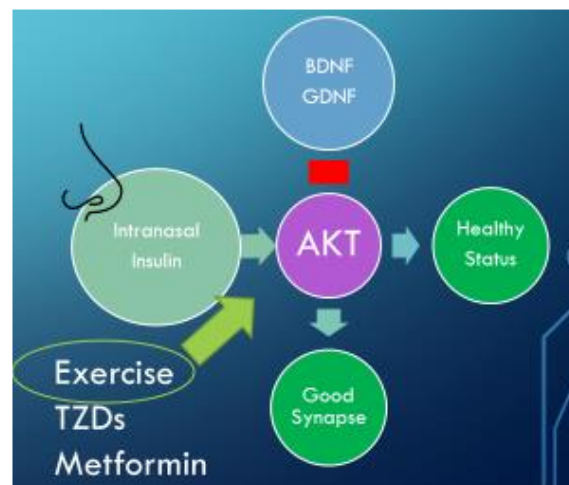 BDNF
GDNF
Intranasal
Insulin
AKT
Healthy
Status
Exercise
TZDs
Metformin
Good
Synapse